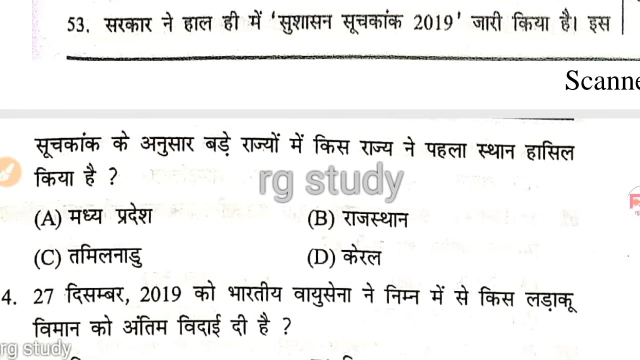 53. सरकार ने हाल ही में 'सुशासन सूचकांक 2019' जारी किया है। इस
Scanne
सूचकांक के अनुसार बड़े राज्यों में किस राज्य ने पहला स्थान हासिल
किया है ?
rg study
(A) मध्य प्रदेश (B) राजस्थान
(C) तमिलनाडु (D) केरल
4. 27 दिसम्बर, 2019 को भारतीय वायुसेना ने निम्न में से किस लड़ाकू
विमान को अंतिम विदाई दी है ?
rg study